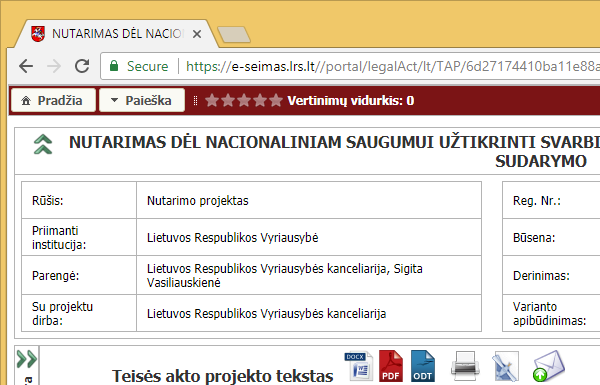 NUTARIMAS DĖL NACIO
Secure https://e-seimas.lrs.lt//portal/legalAct/lt/TAP/6d27174410ba11e88a
Pradžia Paieška Vertinimų vidurkis: 0
NUTARIMAS DĖL NACIONALINIAM SAUGUMUI UŽTIKRINTI SVARBI
SUDARYMO
Rūšis: Nutarimo projektas Reg. Nr.:
Priimanti institucija: Lietuvos Respublikos Vyriausybė Būsena:
Parengė: Lietuvos Respublikos Vyriausybės kanceliarija, Sigita Vasiliauskienė Derinimas:
Su projektu dirba: Lietuvos Respublikos Vyriausybės kanceliarija Varianto apibūdinimas:
Teisės akto projekto tekstas DOCX W PDF ODT